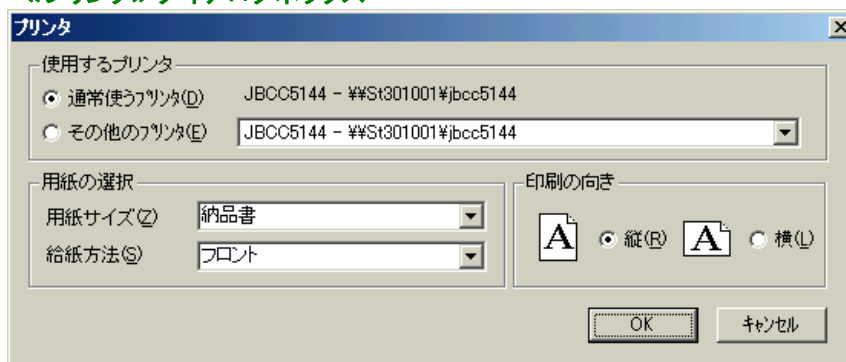 プリンタ
使用するプリンタ
通常使うプリンタ(D) JBCC5144 - ¥¥St301001¥jbcc5144
その他のプリンタ(E) JBCC5144 - ¥¥St301001¥jbcc5144
用紙の選択
用紙サイズ(Z) 納品書
給紙方法(S) フロント
印刷の向き
A 縦(R) A 横(L)
OK キャンセル